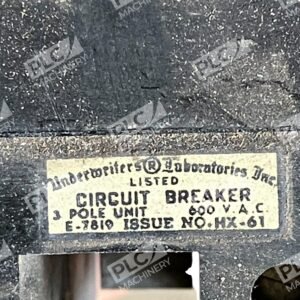 Underwriters ® Laboratories, Inc.
LISTED
CIRCUIT BREAKER
3 POLE UNIT 600 V.A.C.
E-7819 ISSUE NO. HX-61
PLC
MACHINERY